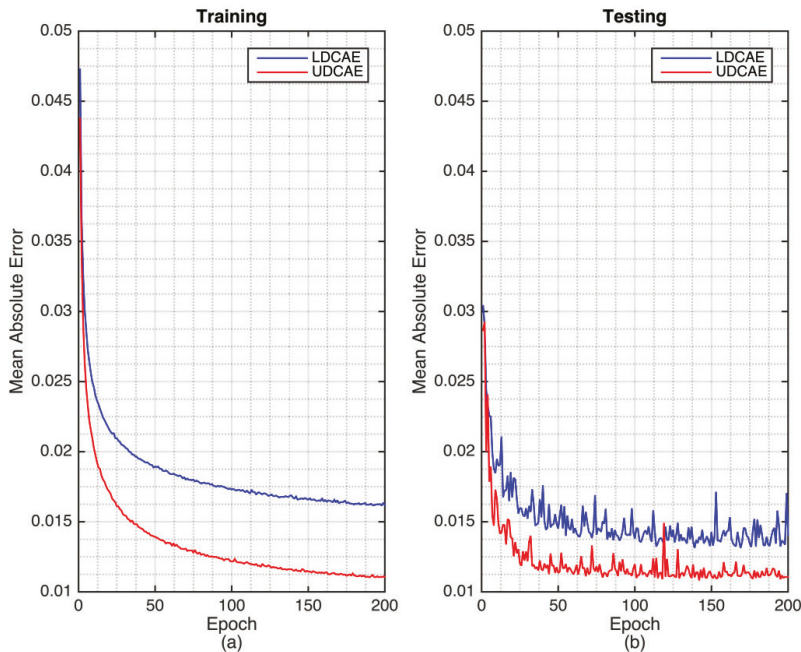 Training
Mean Absolute Error
0.05
0.045
0.04
0.035
0.03
0.025
0.02
0.015
0.01
LDCAE
UDCAE
0 50 100 150 200
Epoch
(a)
Testing
Mean Absolute Error
0.05
0.045
0.04
0.035
0.03
0.025
0.02
0.015
0.01
LDCAE
UDCAE
0 50 100 150 200
Epoch
(b)